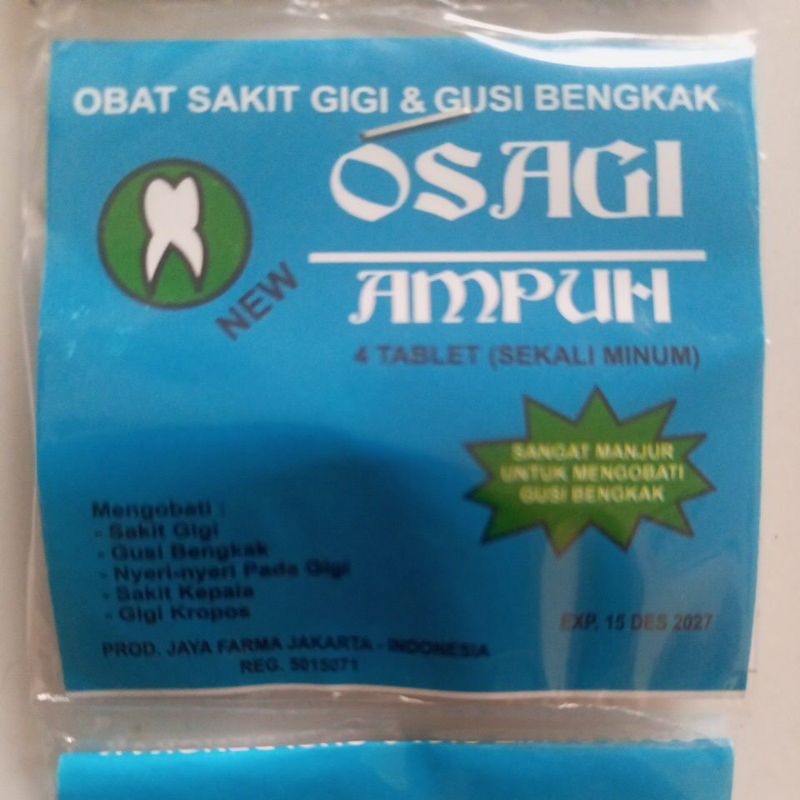 OBAT SAKIT GIGI & GUSI BENGKAK
OSAGI
AMPUH
NEW
4 TABLET (SEKALI MINUM)
SANGAT MANJUR
UNTUK MENGOBATI
GUSI BENGKAK
Mengobati :
- Sakit Gigi
- Gusi Bengkak
- Nyeri-nyeri Pada Gigi
- Sakit Kepala
- Gigi Kropos
EXP. 15 DES 2027
PROD. JAYA FARMA JAKARTA - INDONESIA
REG. 5015071